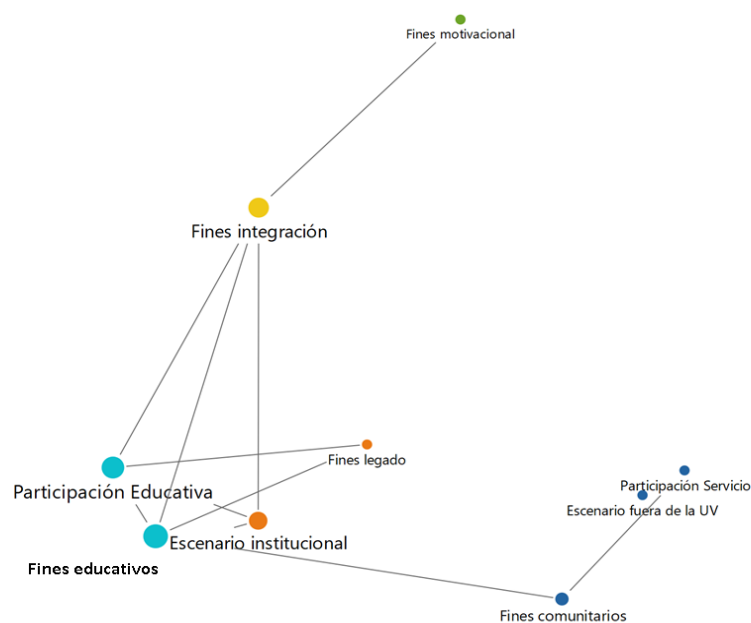 Fines motivacional
Fines integración
Fines legado
Participación Educativa
Participación Servicio
Escenario fuera de la UV
Escenario institucional
Fines educativos
Fines comunitarios